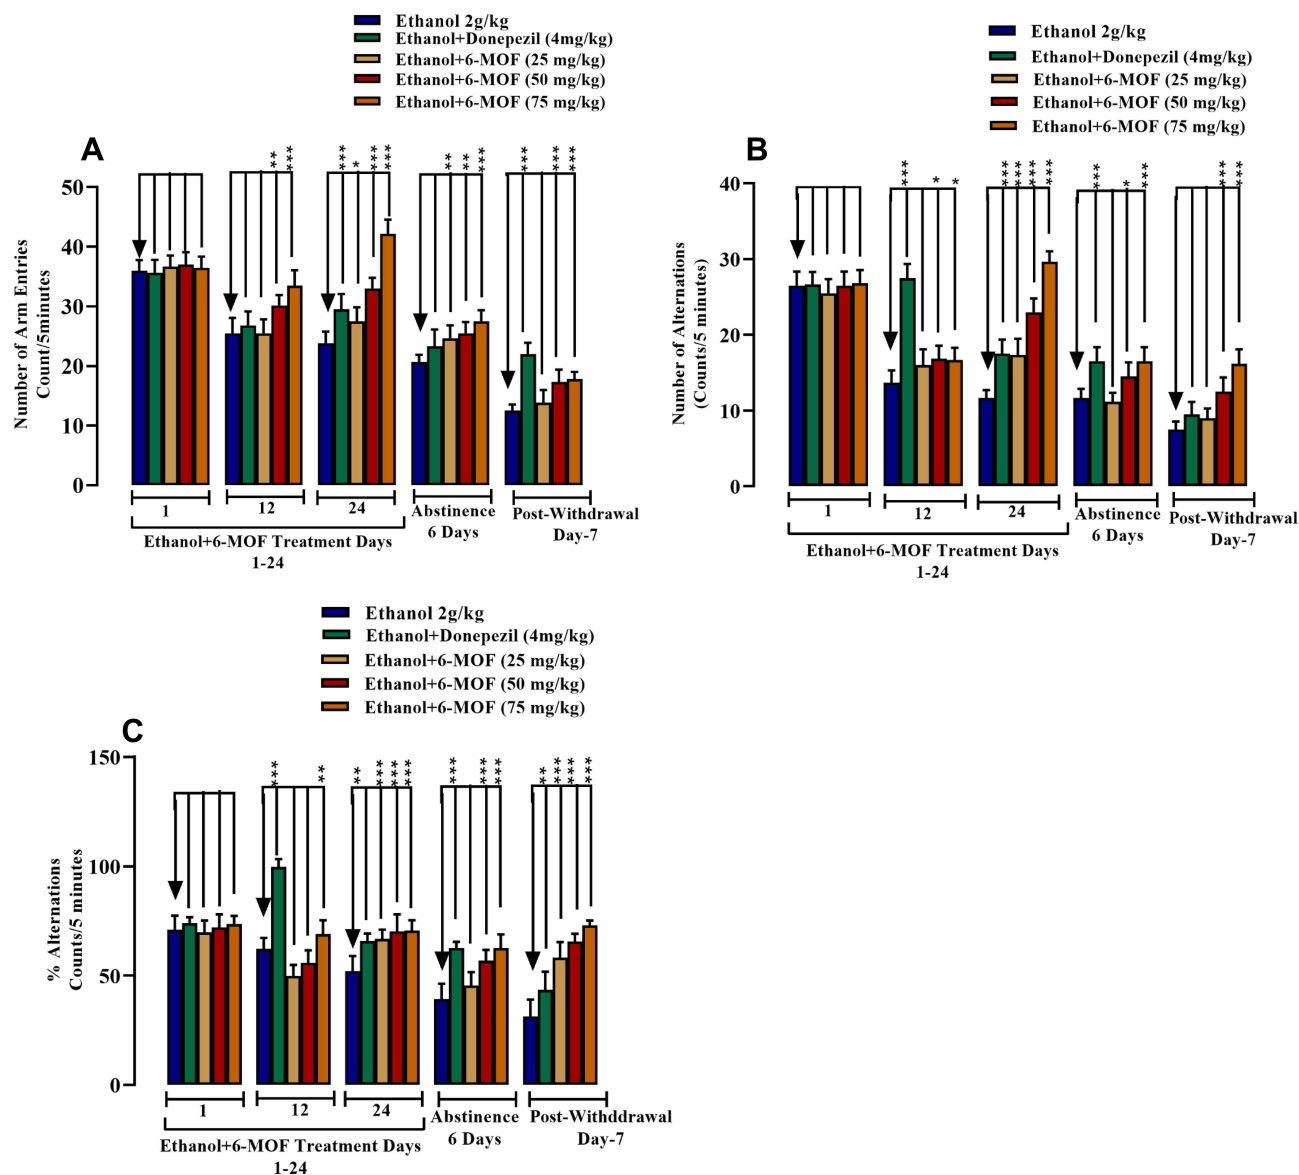 Ethanol 2g/kg
Ethanol+Donepezil (4mg/kg)
Ethanol+6-MOF (25 mg/kg)
Ethanol+6-MOF (50 mg/kg)
Ethanol+6-MOF (75 mg/kg)
A
Number of Arm Entries
Count/5minutes
50
40
30
20
10
0
** ***
*** * *** ***
** ** ***
*** *** ***
1
12
24
Abstinence
6 Days
Post-Withdrawal
Day-7
Ethanol+6-MOF Treatment Days
1-24
Ethanol 2g/kg
Ethanol+Donepezil (4mg/kg)
Ethanol+6-MOF (25 mg/kg)
Ethanol+6-MOF (50 mg/kg)
Ethanol+6-MOF (75 mg/kg)
B
Number of Alternations
(Counts/5 minutes)
40
30
20
10
0
*** * *
*** *** *** ***
*** * ***
*** ***
1
12
24
Abstinence
6 Days
Post-Withdrawal
Day-7
Ethanol+6-MOF Treatment Days
1-24
Ethanol 2g/kg
Ethanol+Donepezil (4mg/kg)
Ethanol+6-MOF (25 mg/kg)
Ethanol+6-MOF (50 mg/kg)
Ethanol+6-MOF (75 mg/kg)
C
% Alternations
Counts/5 minutes
150
100
50
0
*** **
** *** *** ***
*** *** ***
** *** *** ***
1
12
24
Abstinence
6 Days
Post-Withddrawal
Day-7
Ethanol+6-MOF Treatment Days
1-24